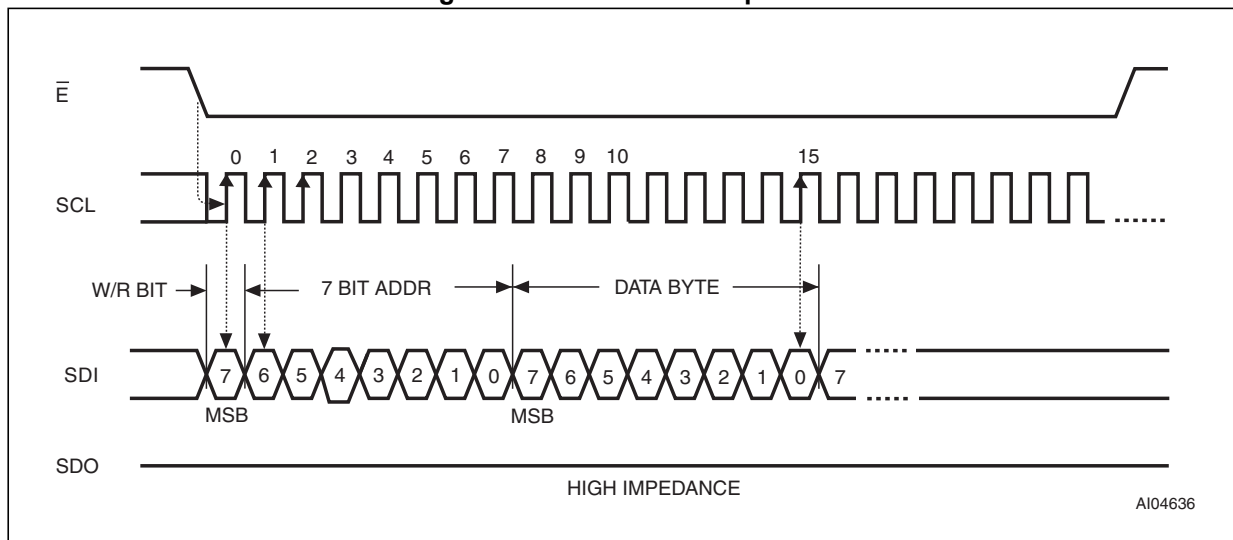 E
0 1 2 3 4 5 6 7 8 9 10 15
SCL
W/R BIT 7 BIT ADDR DATA BYTE
SDI 7 6 5 4 3 2 1 0 7 6 5 4 3 2 1 0 7
MSB MSB
SDO
HIGH IMPEDANCE
AI04636